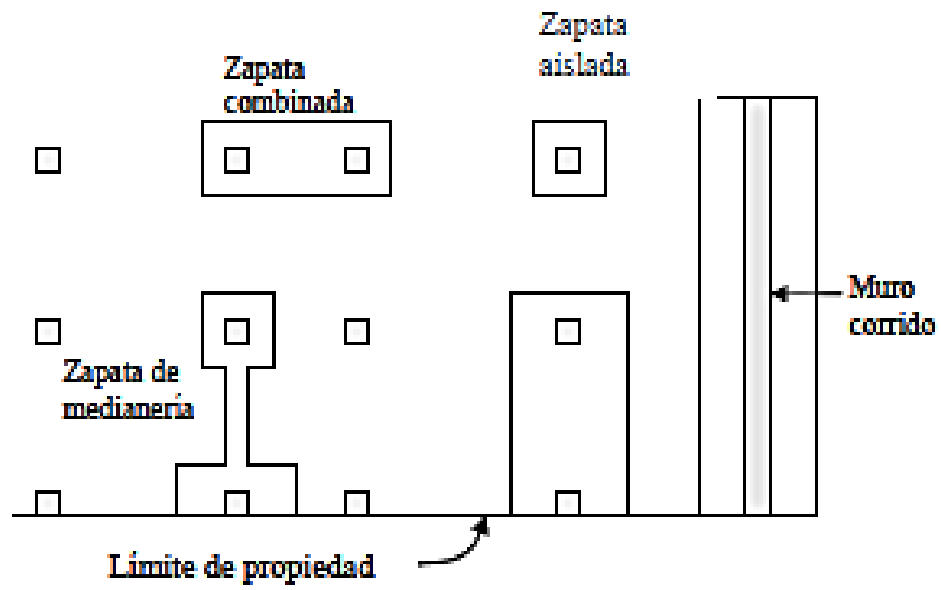 Zapata
aislada
Zapata
combinada
Muro
corrido
Zapata de
medianería
Límite de propiedad